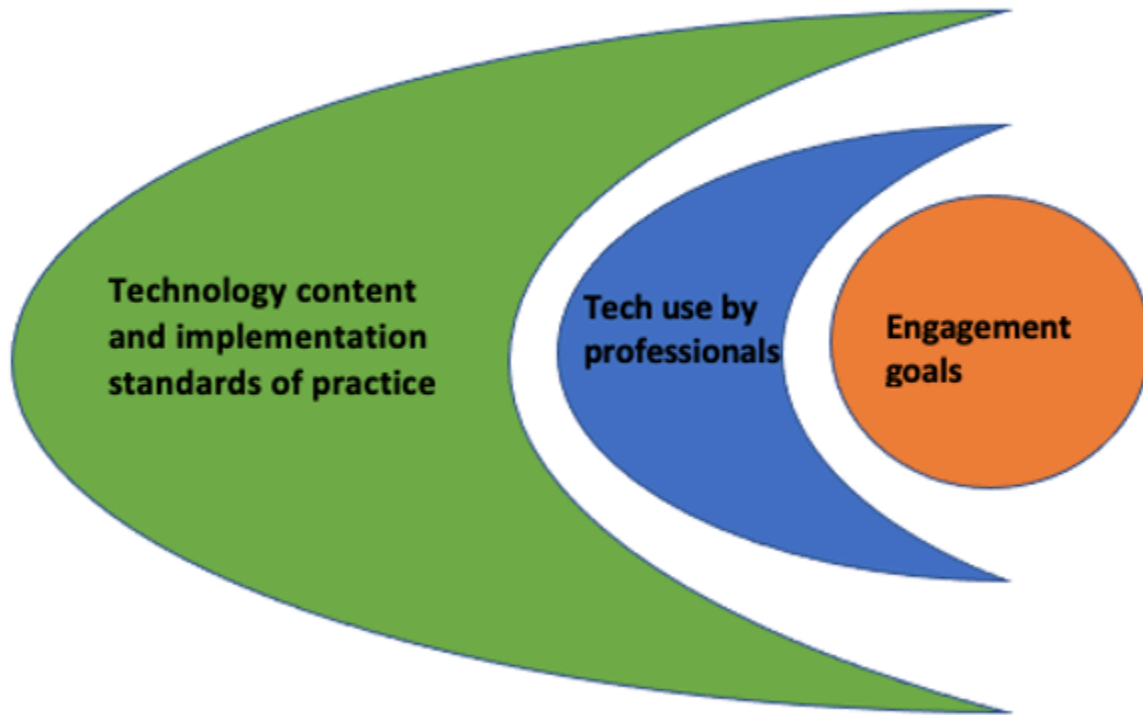 Technology content
and implementation
standards of practice
Tech use by
professionals
Engagement
goals